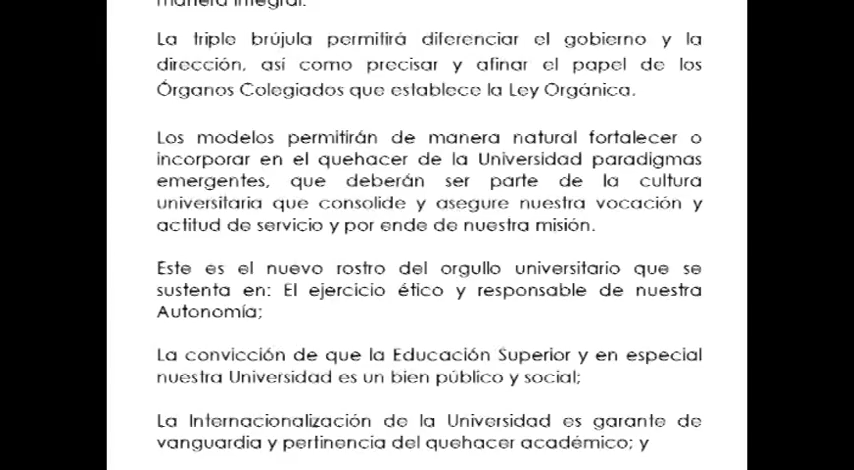 manera integral.
La triple brújula permitirá diferenciar el gobierno y la
dirección, así como precisar y afinar el papel de los
Órganos Colegiados que establece la Ley Orgánica.
Los modelos permitirán de manera natural fortalecer o
incorporar en el quehacer de la Universidad paradigmas
emergentes, que deberán ser parte de la cultura
universitaria que consolide y asegure nuestra vocación y
actitud de servicio y por ende de nuestra misión.
Este es el nuevo rostro del orgullo universitario que se
sustenta en: El ejercicio ético y responsable de nuestra
Autonomía;
La convicción de que la Educación Superior y en especial
nuestra Universidad es un bien público y social;
La Internacionalización de la Universidad es garante de
vanguardia y pertinencia del quehacer académico; y